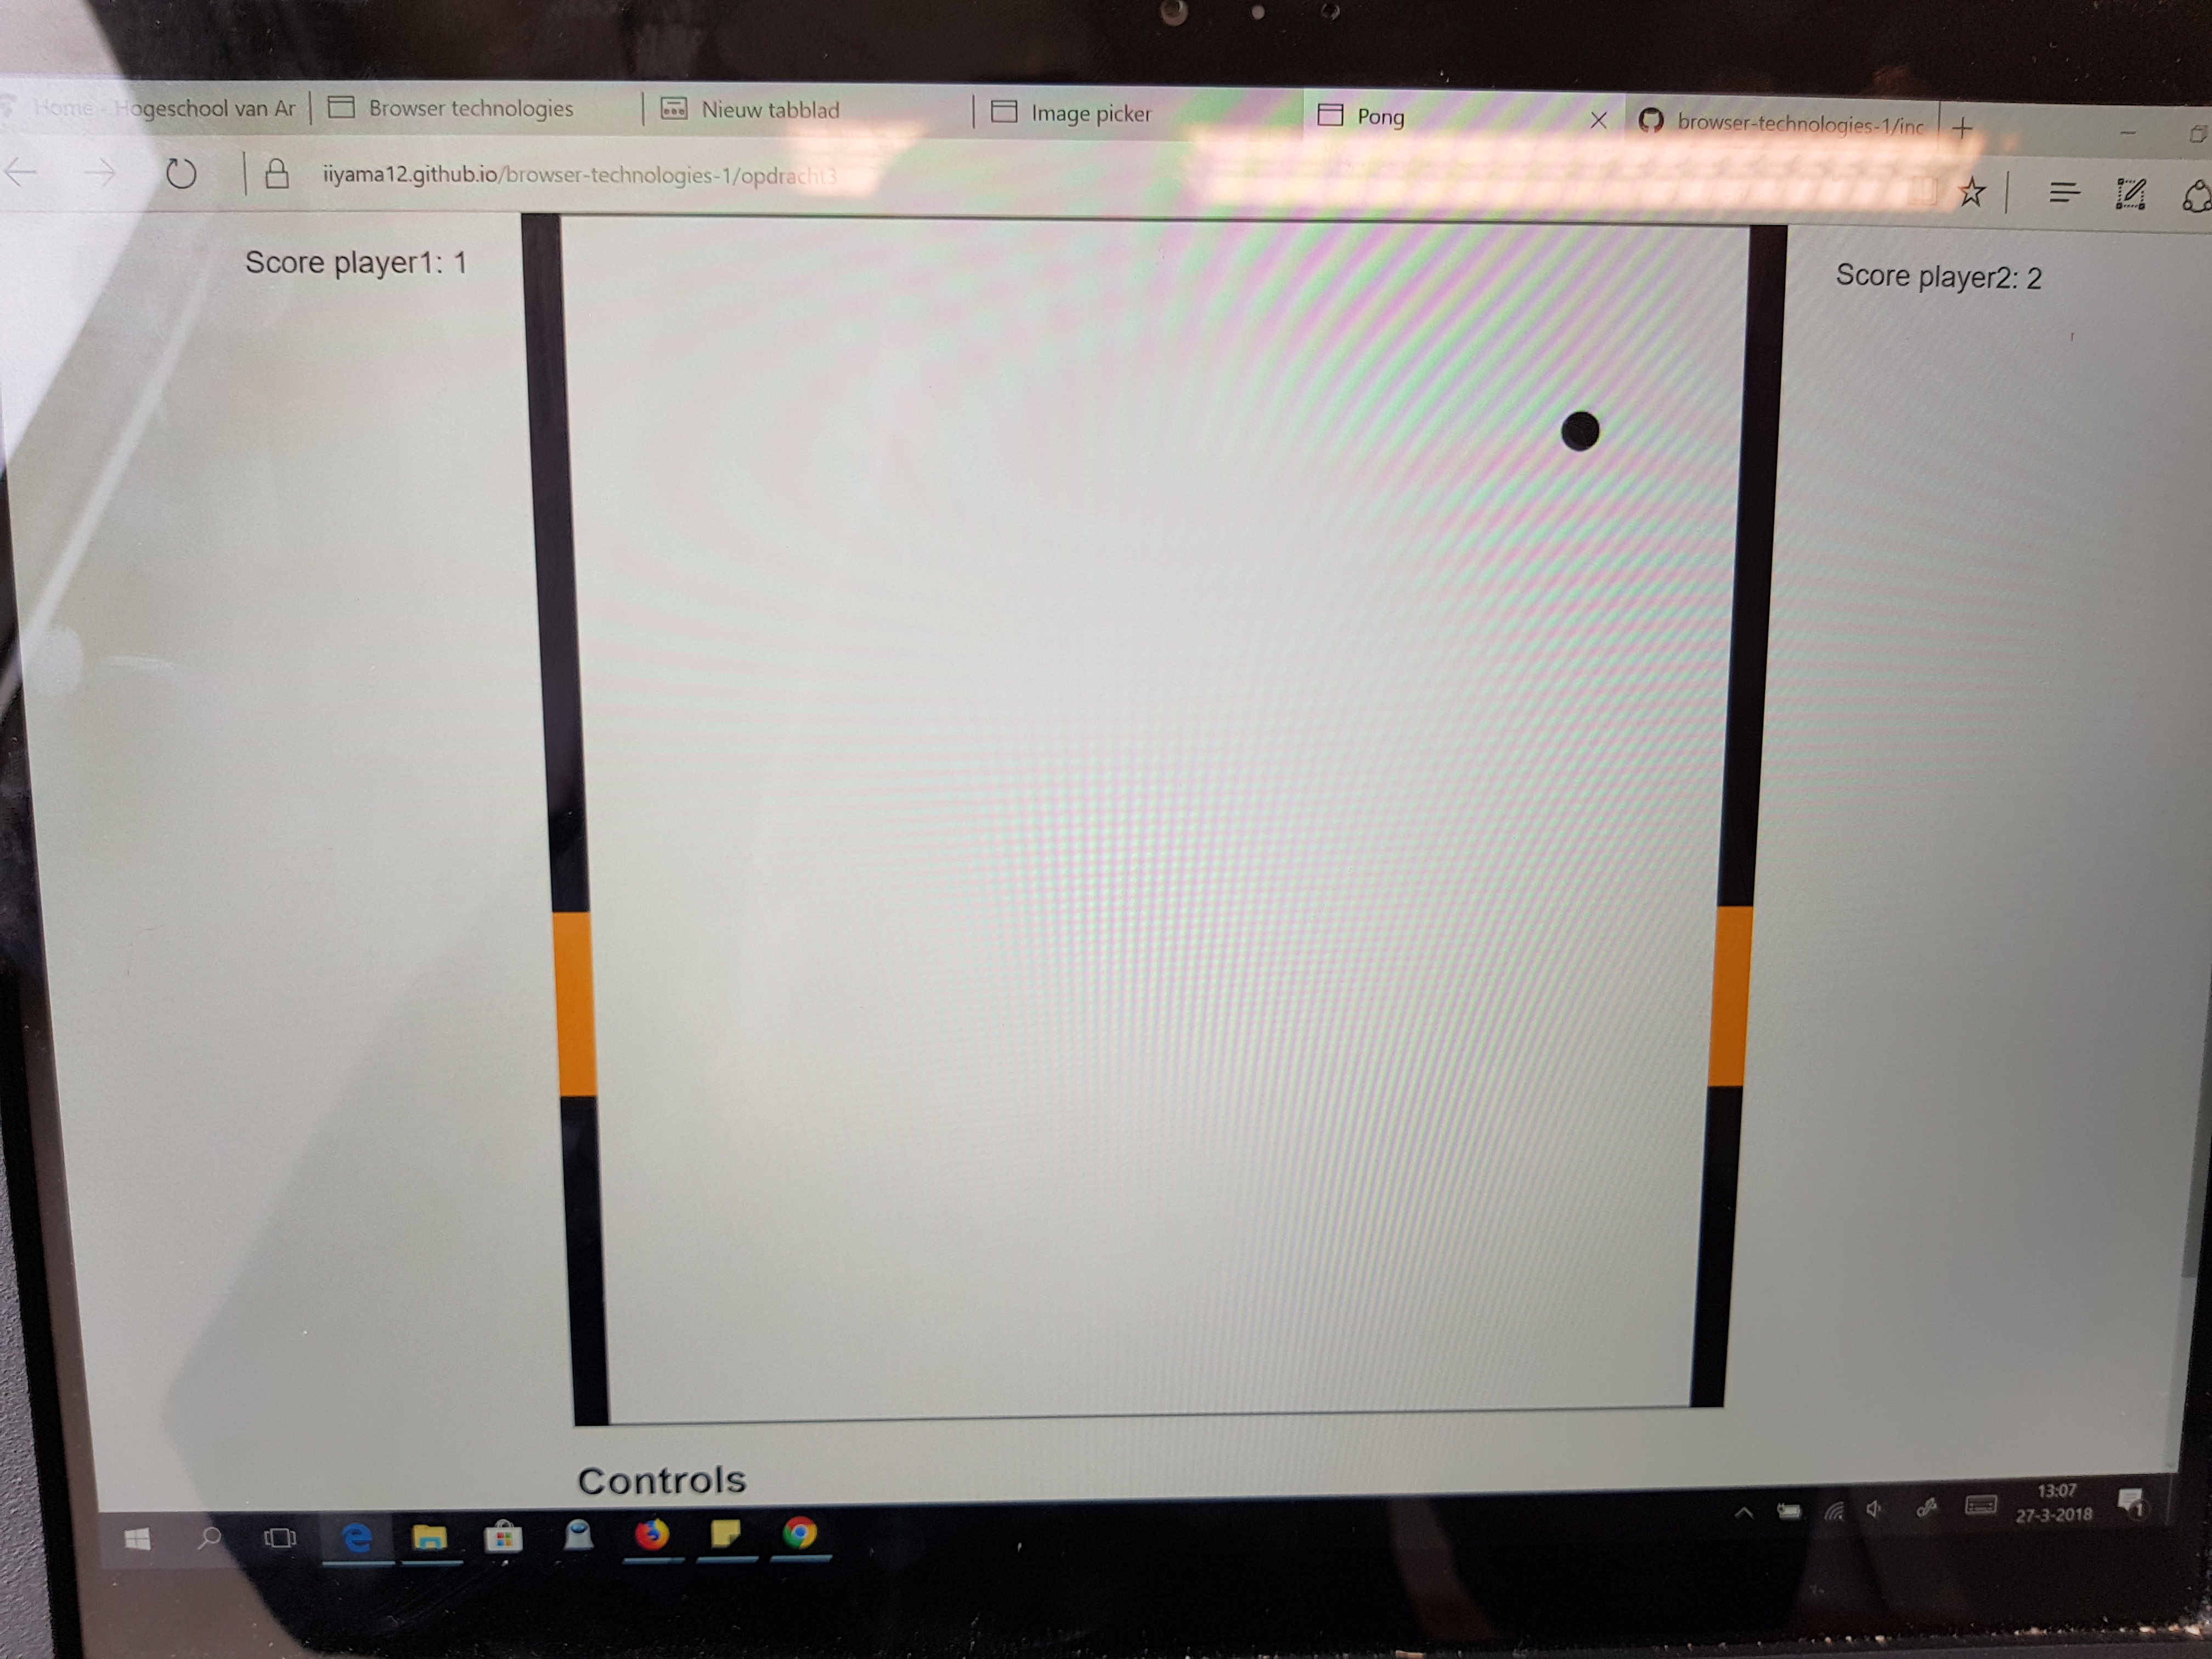 Home - Hogeschool van Ar
Browser technologies
Nieuw tabblad
Image picker
Pong
browser-technologies-1/inc
iiyama12.github.io/browser-technologies-1/opdracht3
Score player1: 1
Score player2: 2
Controls
13:07
27-3-2018
1